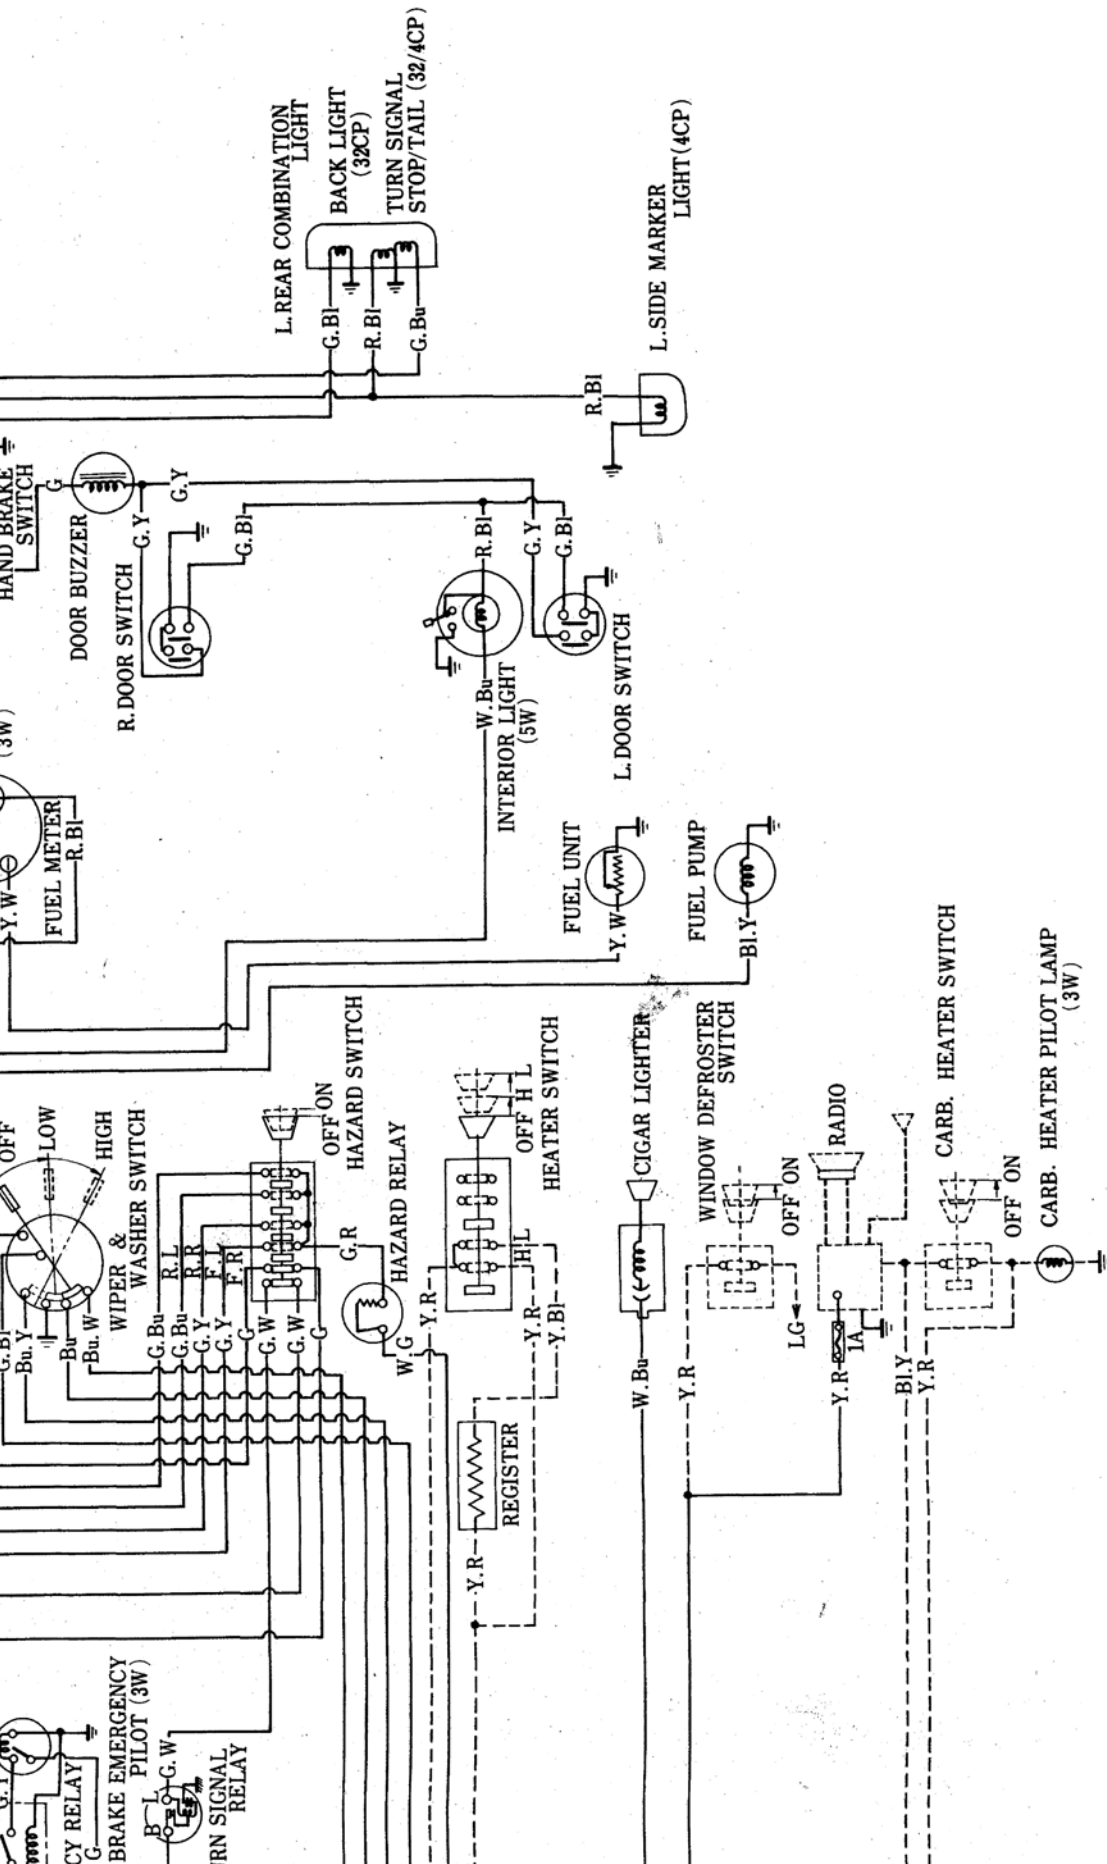 L.REAR COMBINATION
LIGHT
BACK LIGHT
(32CP)
TURN SIGNAL
STOP/TAIL (32/4CP)
G.Bl
R.Bl
G.Bu
L.SIDE MARKER
LIGHT(4CP)
R.Bl
HAND BRAKE
SWITCH
G
DOOR BUZZER
G.Y
G.Y
R.DOOR SWITCH
G.Bl
R.Bl
G.Y
G.Bl
W.Bu
INTERIOR LIGHT
(5W)
L.DOOR SWITCH
(3W)
FUEL METER
R.Bl
Y.W
FUEL UNIT
Y.W
FUEL PUMP
Bl.Y
OFF
LOW
HIGH
WIPER &
WASHER SWITCH
G.Bl
Bu.Y
Bu
Bu.W
OFF ON
HAZARD SWITCH
R.L
R.R
F.L
F.R
G.Bu
G.Bu
G.Y
G.Y
G
G.W
G.W
G
G.R
HAZARD RELAY
W.G
OFF H L
HEATER SWITCH
H L
Y.R
Y.R
Y.Bl
REGISTER
Y.R
CIGAR LIGHTER
W.Bu
WINDOW DEFROSTER
SWITCH
OFF ON
Y.R
LG
RADIO
1A
Y.R
CARB. HEATER SWITCH
OFF ON
Bl.Y
Y.R
CARB. HEATER PILOT LAMP
(3W)
BRAKE EMERGENCY
PILOT (3W)
G.Y
CY RELAY
G
B
L
G.W
URN SIGNAL
RELAY